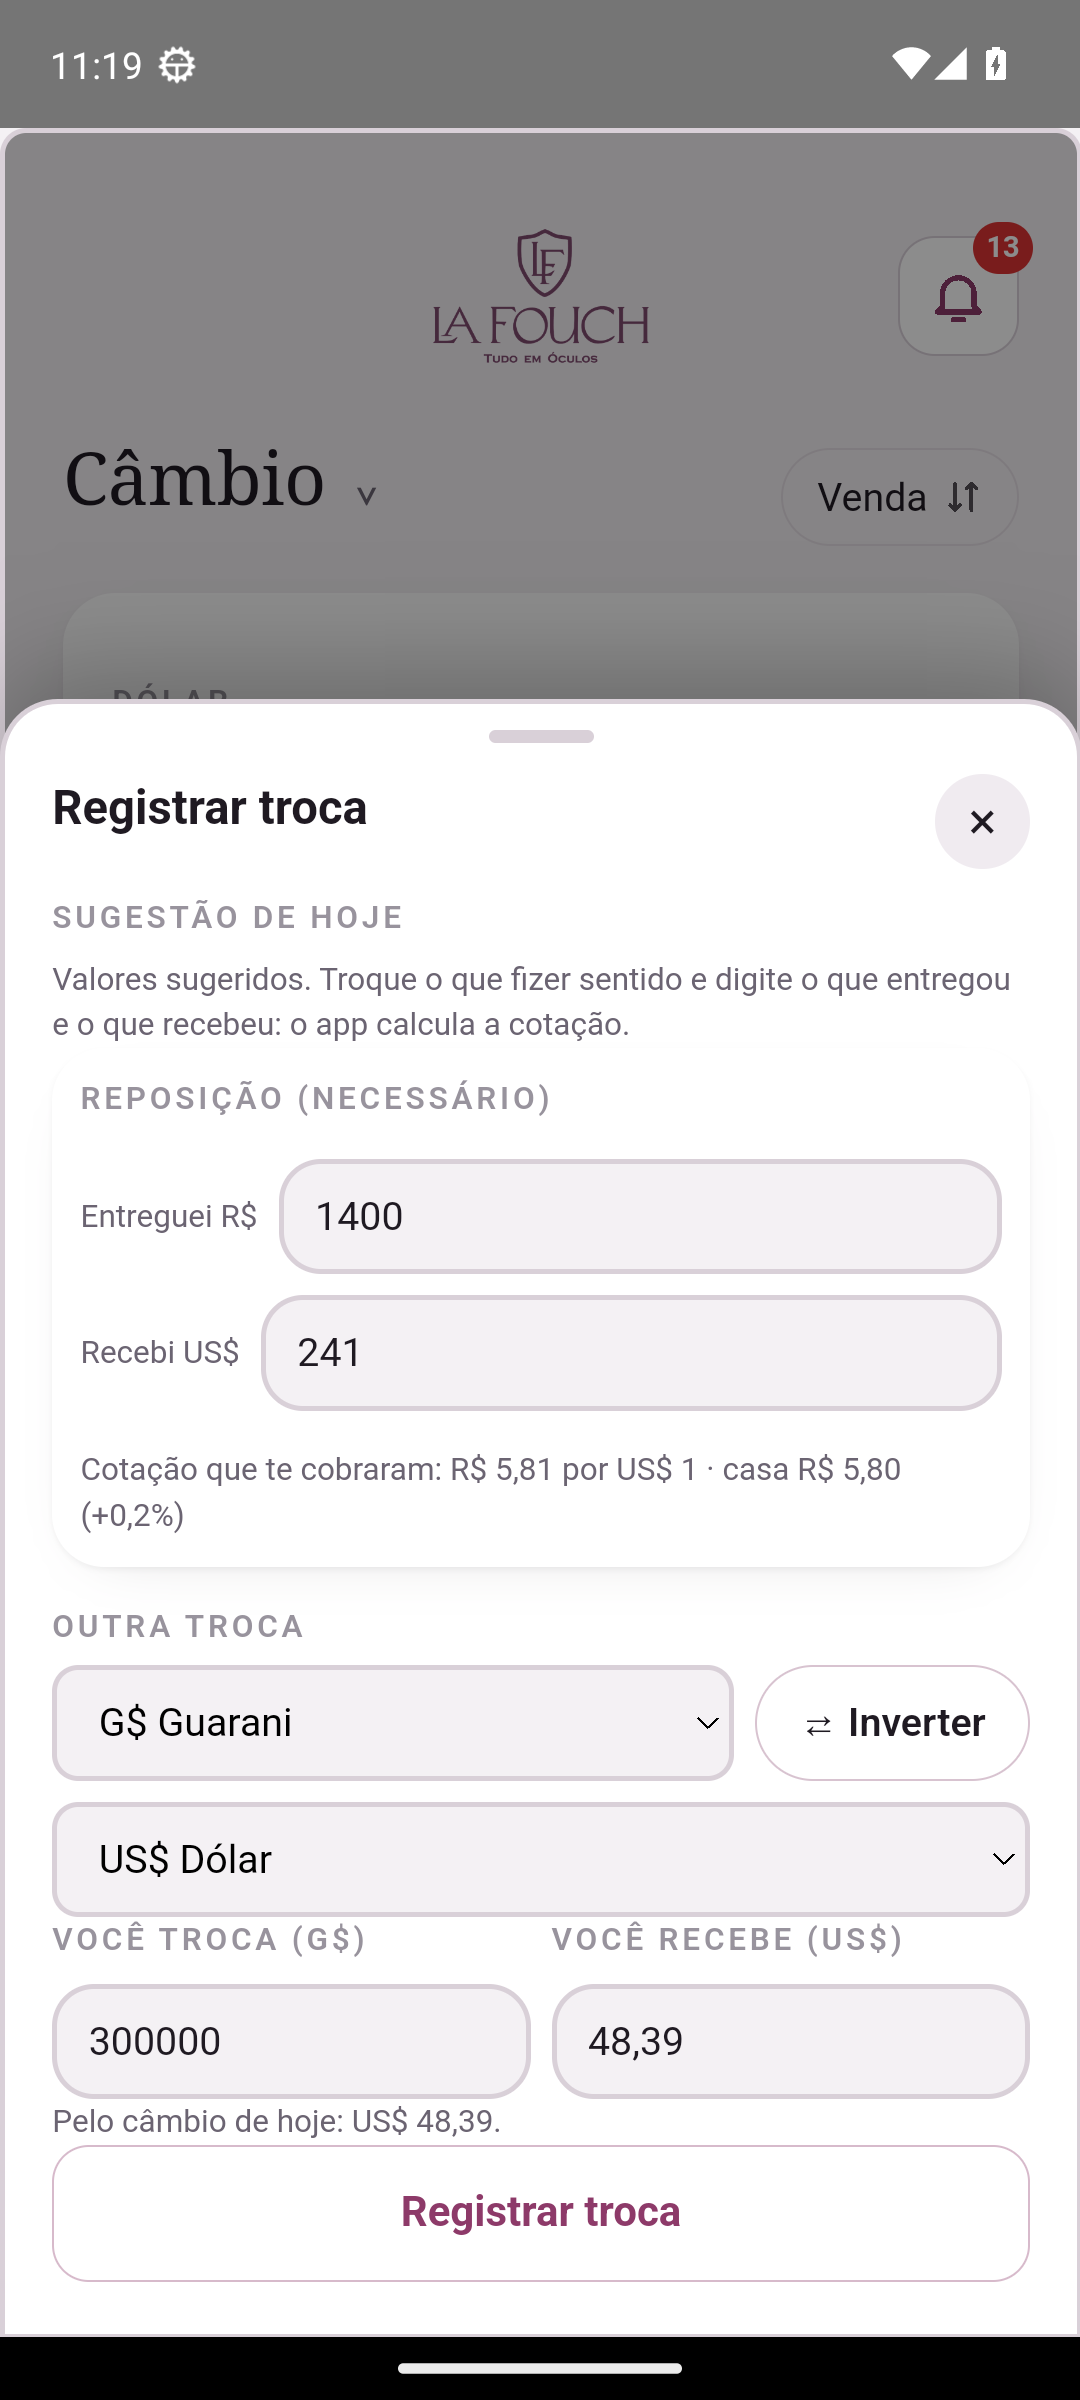 11:19
13
LF
LA FOUCH
TUDO EM ÓCULOS
Câmbio
Venda
DÓLAR
Registrar troca
SUGESTÃO DE HOJE
Valores sugeridos. Troque o que fizer sentido e digite o que entregou
e o que recebeu: o app calcula a cotação.
REPOSIÇÃO (NECESSÁRIO)
Entreguei R$ 1400
Recebi US$ 241
Cotação que te cobraram: R$ 5,81 por US$ 1 · casa R$ 5,80
(+0,2%)
OUTRA TROCA
G$ Guarani
⇄ Inverter
US$ Dólar
VOCÊ TROCA (G$) VOCÊ RECEBE (US$)
300000 48,39
Pelo câmbio de hoje: US$ 48,39.
Registrar troca